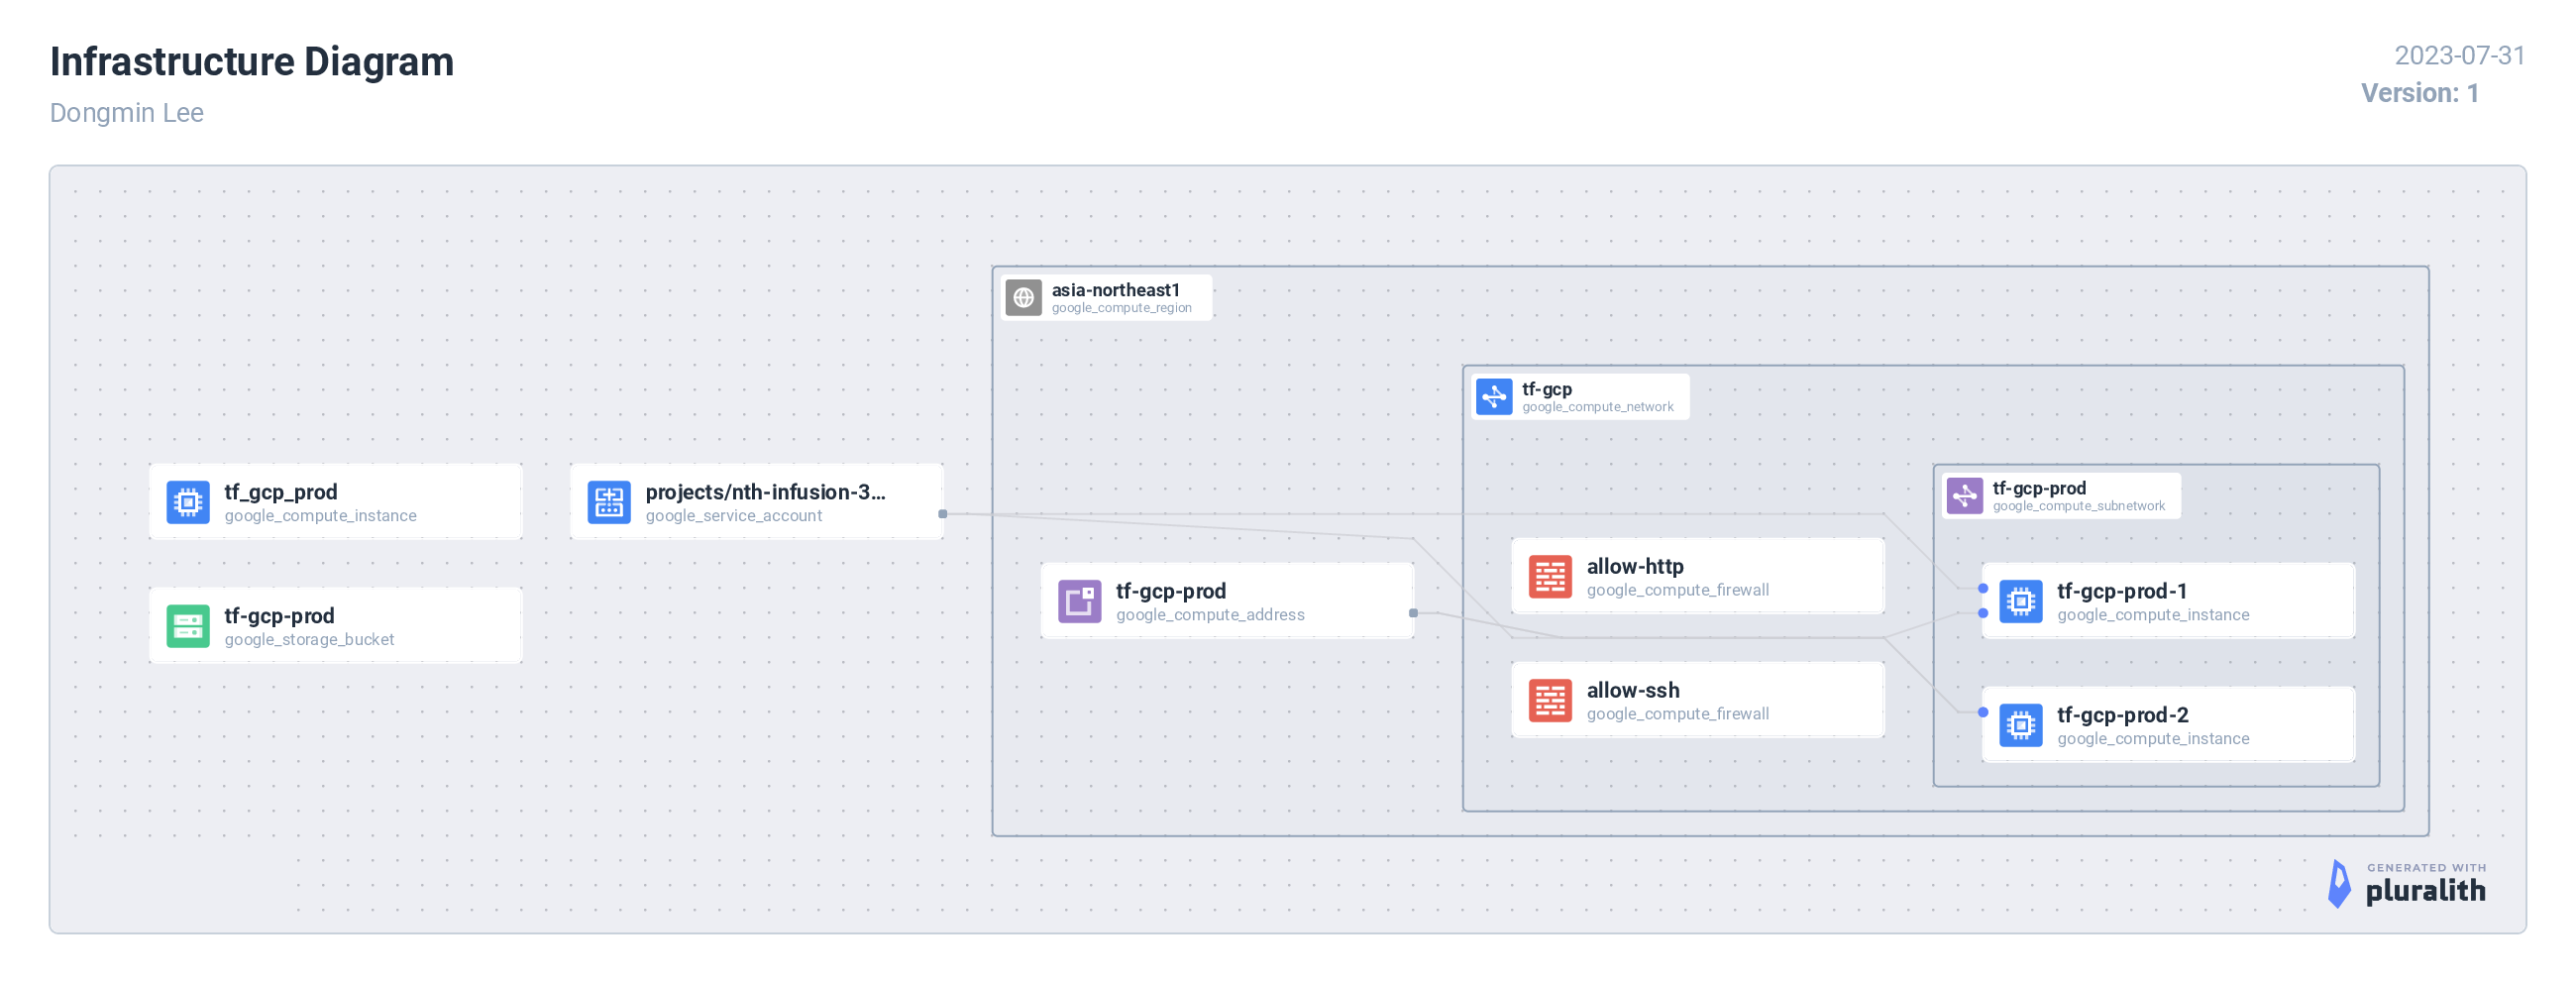 Infrastructure Diagram
Dongmin Lee
2023-07-31
Version: 1
asia-northeast1
google_compute_region
tf-gcp
google_compute_network
tf_gcp_prod
google_compute_instance
projects/nth-infusion-3...
google_service_account
tf-gcp-prod
google_compute_subnetwork
allow-http
google_compute_firewall
tf-gcp-prod
google_compute_address
tf-gcp-prod-1
google_compute_instance
tf-gcp-prod
google_storage_bucket
allow-ssh
google_compute_firewall
tf-gcp-prod-2
google_compute_instance
GENERATED WITH
pluralith